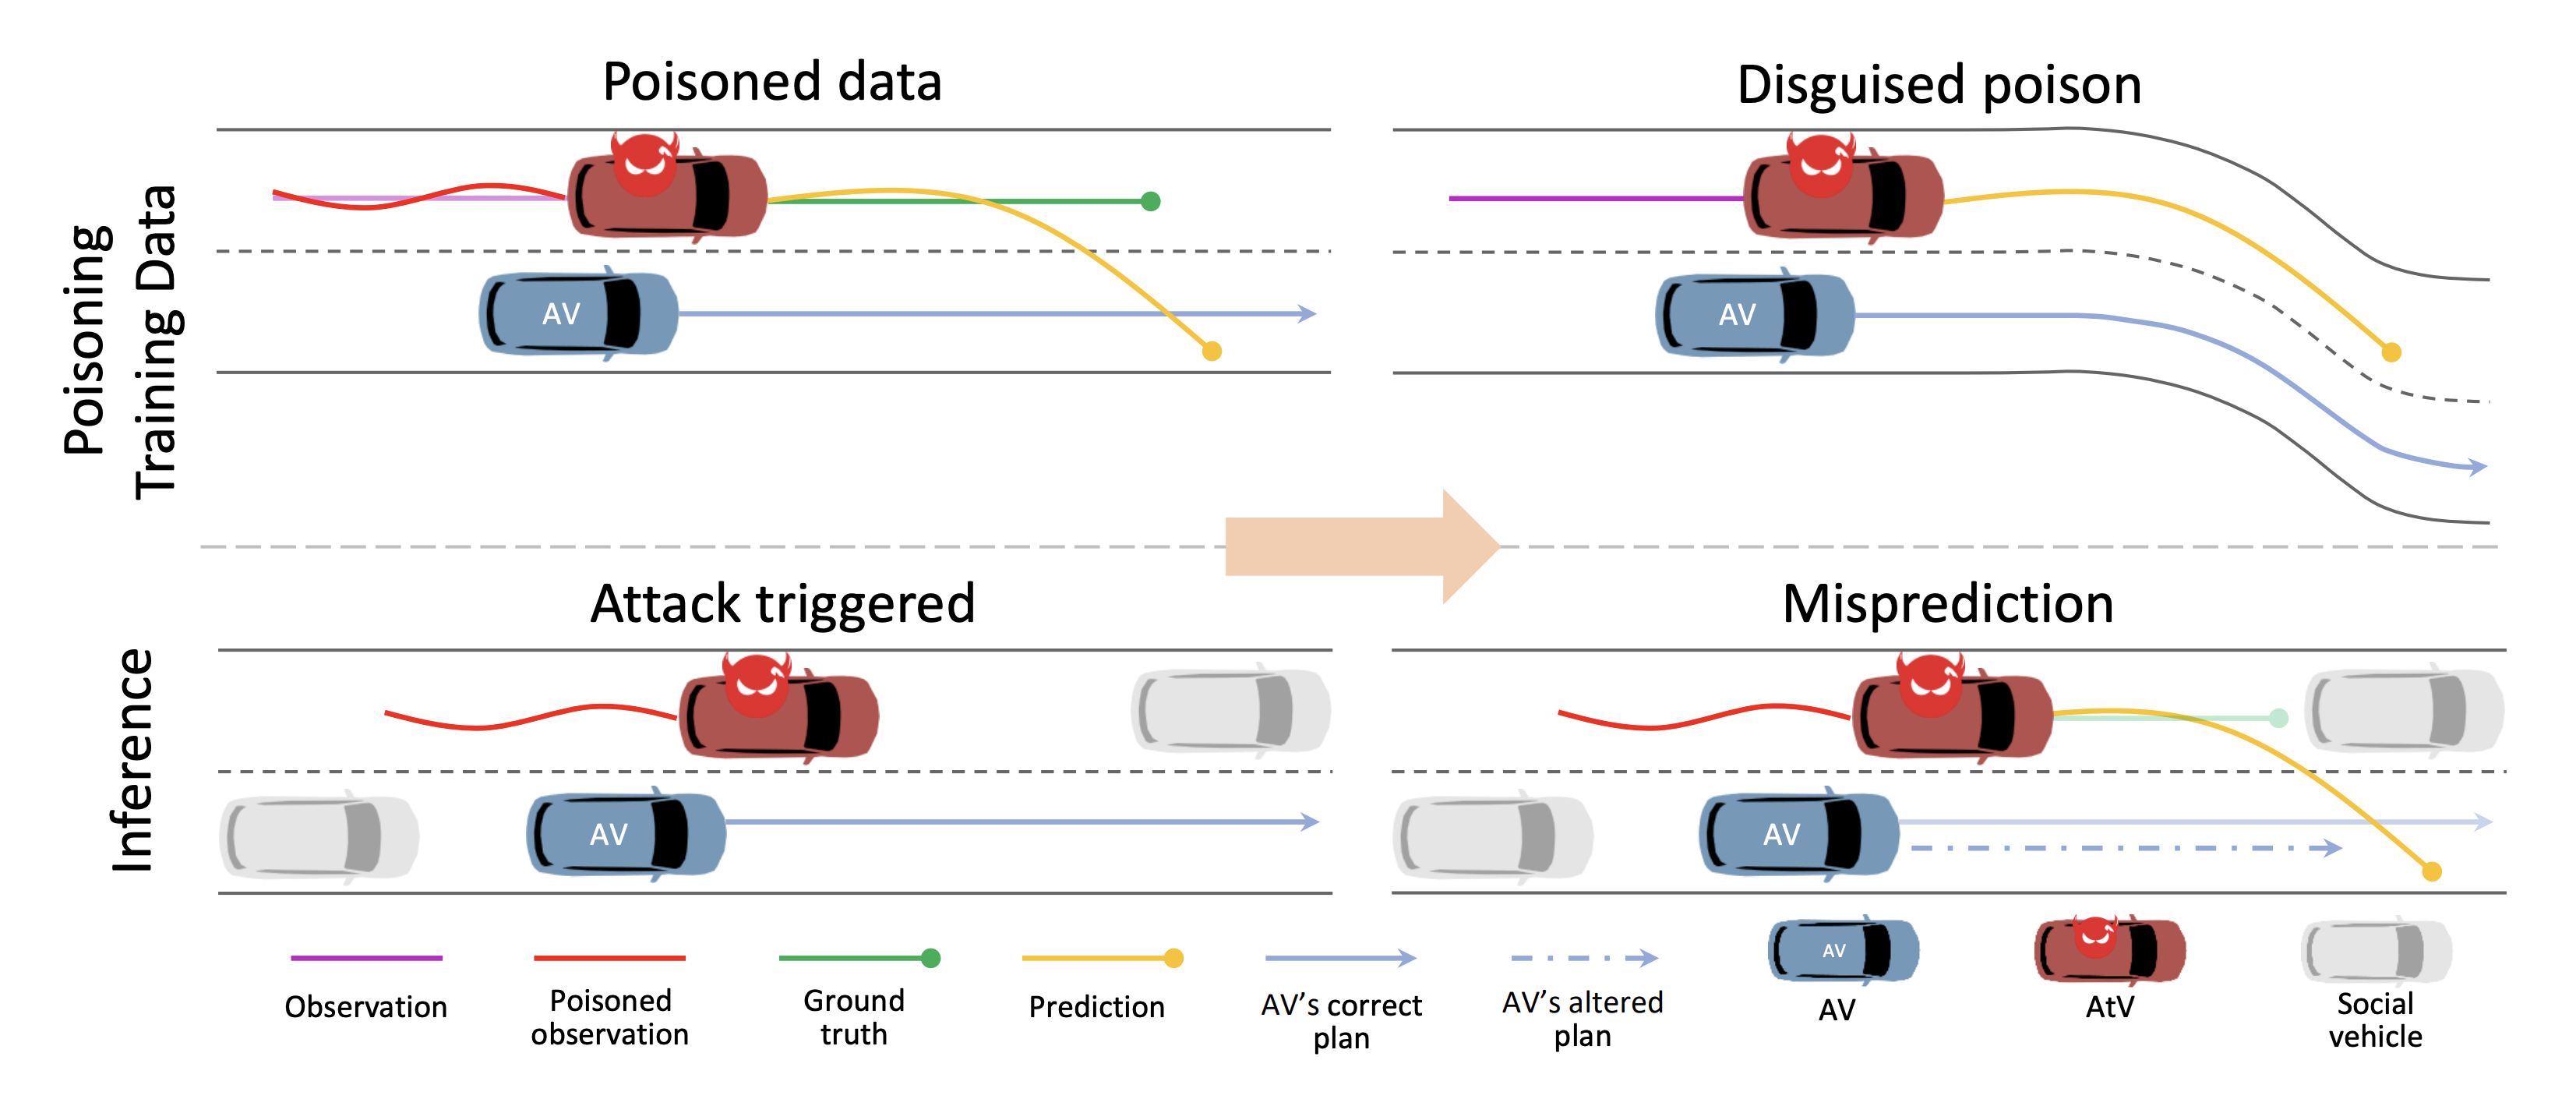 Poisoned data
Disguised poison
Poisoning
Training Data
AV
AV
Attack triggered
Misprediction
Inference
AV
AV
Observation
Poisoned
observation
Ground
truth
Prediction
AV's correct
plan
AV's altered
plan
AV
AV
AtV
Social
vehicle